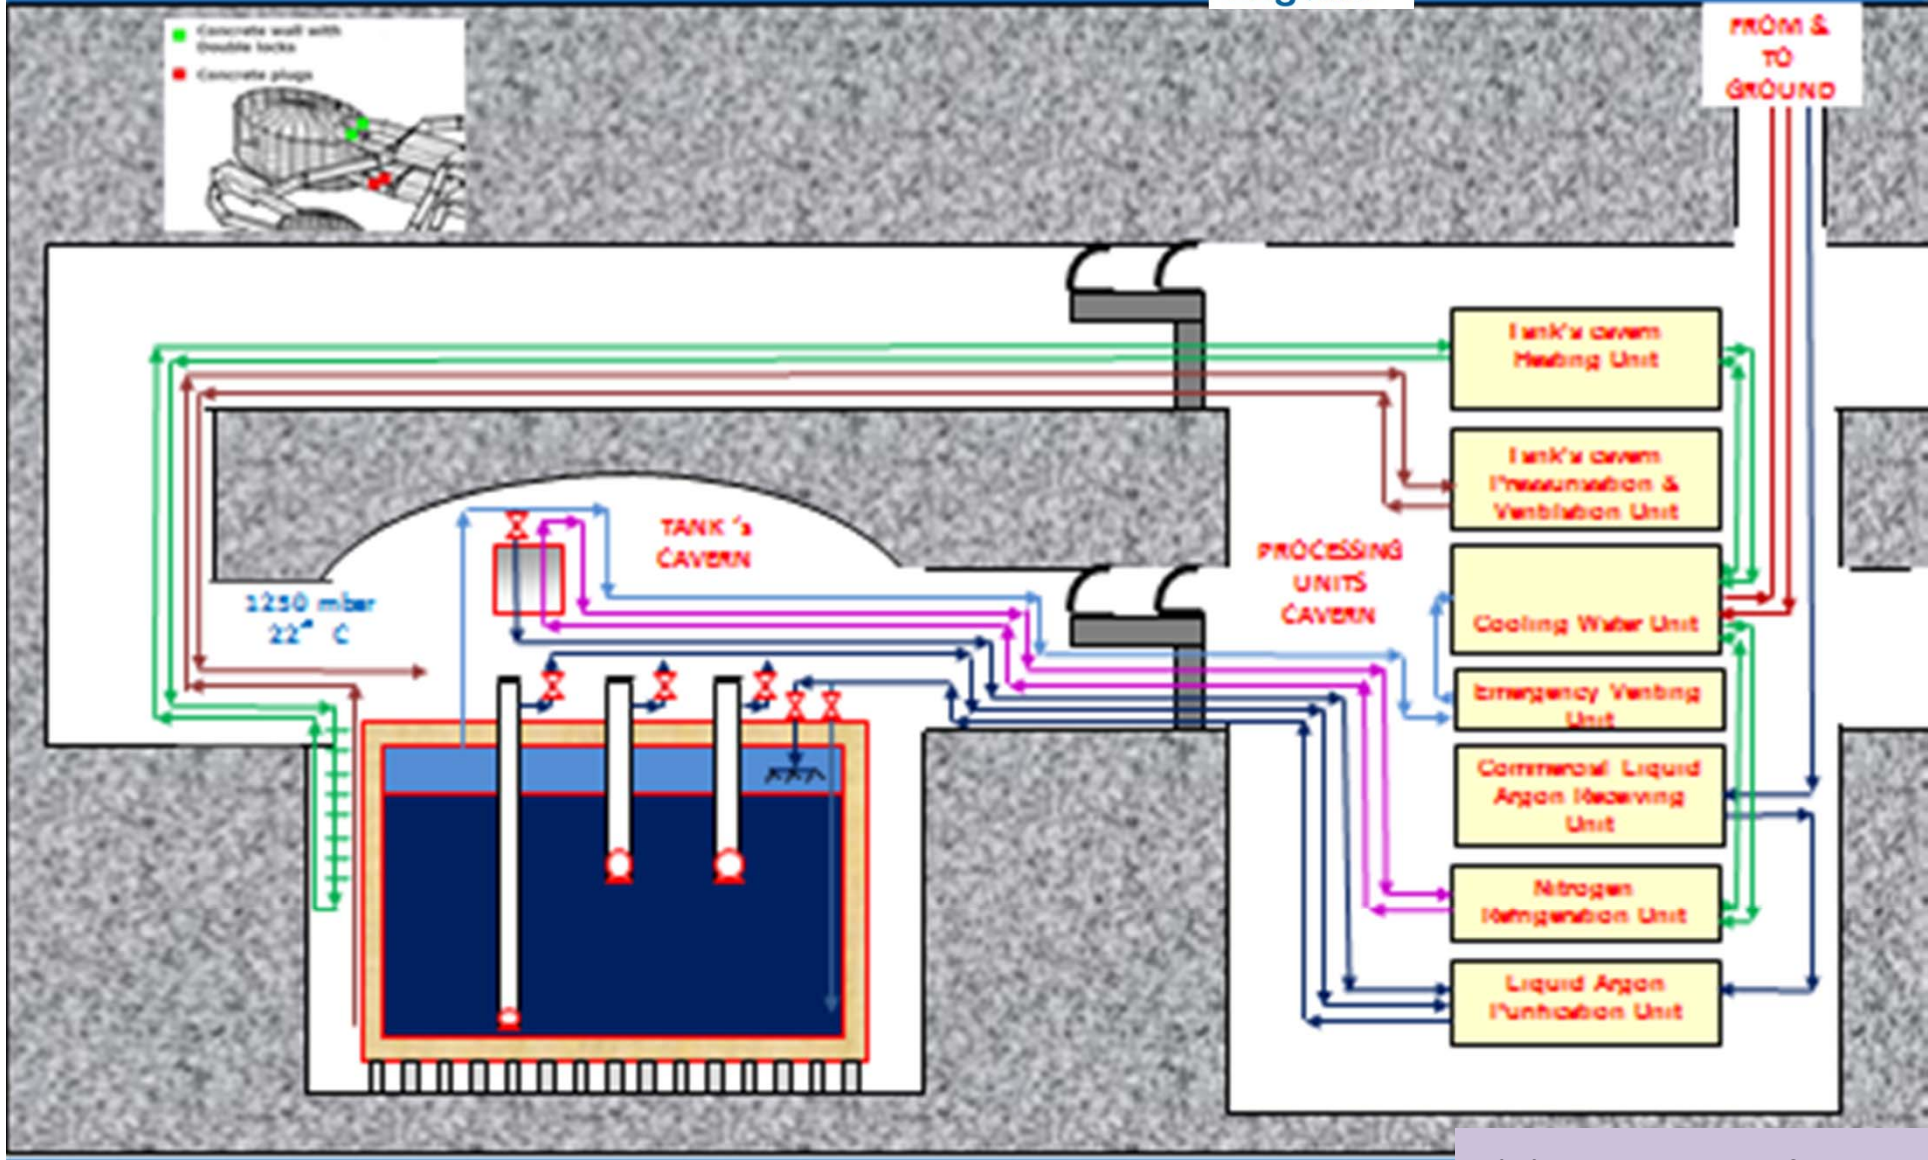 Concrete wall with
Double locks
Concrete plugs
FROM &
TO
GROUND
Tank's cavern
Heating Unit
Tank's cavern
Pressurisation &
Ventilation Unit
TANK 's
CAVERN
PROCESSING
UNITS
CAVERN
1250 mbar
22° C
Cooling Water Unit
Emergency Venting
Unit
Commercial Liquid
Argon Receiving
Unit
Nitrogen
Refrigeration Unit
Liquid Argon
Purification Unit